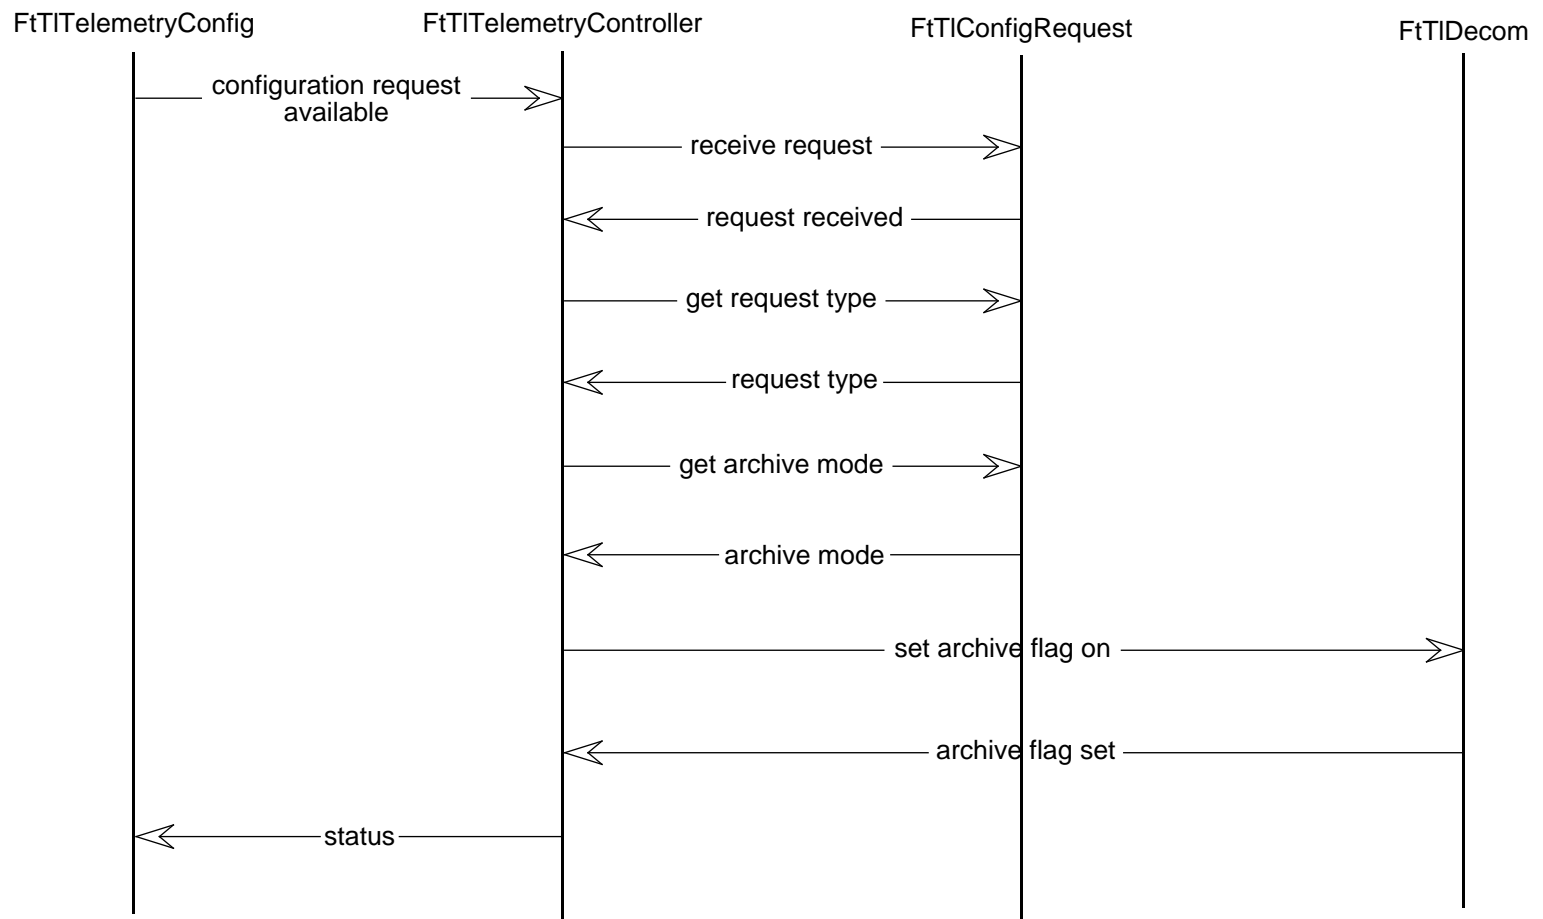 FtTlTelemetryConfig
FtTlTelemetryController
FtTlConfigRequest
FtTlDecom
configuration request
available
receive request
request received
get request type
request type
get archive mode
archive mode
set archive flag on
archive flag set
status